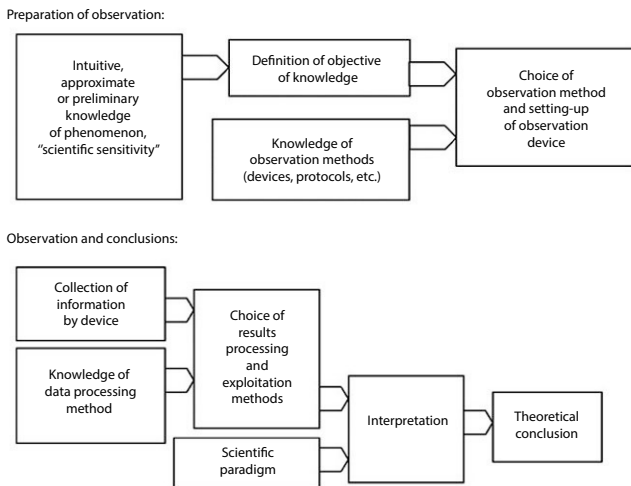 Preparation of observation:
Intuitive,
approximate
or preliminary
knowledge
of phenomenon,
“scientific sensitivity”
Definition of objective
of knowledge
Knowledge of
observation methods
(devices, protocols, etc.)
Choice of
observation method
and setting-up
of observation
device
Observation and conclusions:
Collection of
information
by device
Knowledge of
data processing
method
Choice of
results
processing
and
exploitation
methods
Scientific
paradigm
Interpretation
Theoretical
conclusion